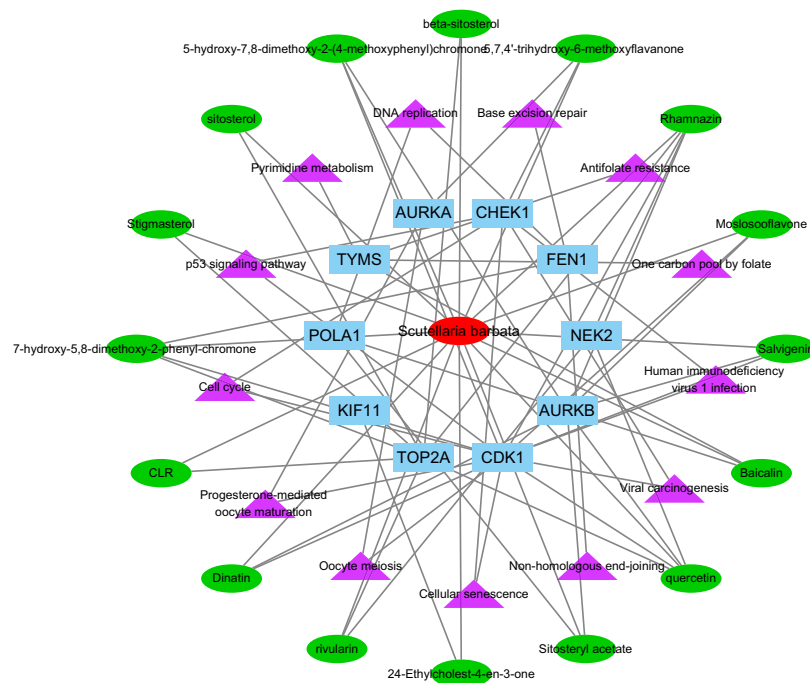 beta-sitosterol
5-hydroxy-7,8-dimethoxy-2-(4-methoxyphenyl)chromone
5,7,4'-trihydroxy-6-methoxyflavanone
DNA replication
Base excision repair
sitosterol
Rhamnazin
Pyrimidine metabolism
Antifolate resistance
AURKA
CHEK1
Stigmasterol
Moslosooflavone
p53 signaling pathway
TYMS
FEN1
One carbon pool by folate
Scutellaria barbata
POLA1
NEK2
7-hydroxy-5,8-dimethoxy-2-phenyl-chromone
Salvigenin
Cell cycle
Human immunodeficiency
virus 1 infection
KIF11
AURKB
TOP2A
CDK1
CLR
Baicalin
Progesterone-mediated
oocyte maturation
Viral carcinogenesis
Oocyte meiosis
Non-homologous end-joining
Dinatin
quercetin
Cellular senescence
rivularin
Sitosteryl acetate
24-Ethylcholest-4-en-3-one